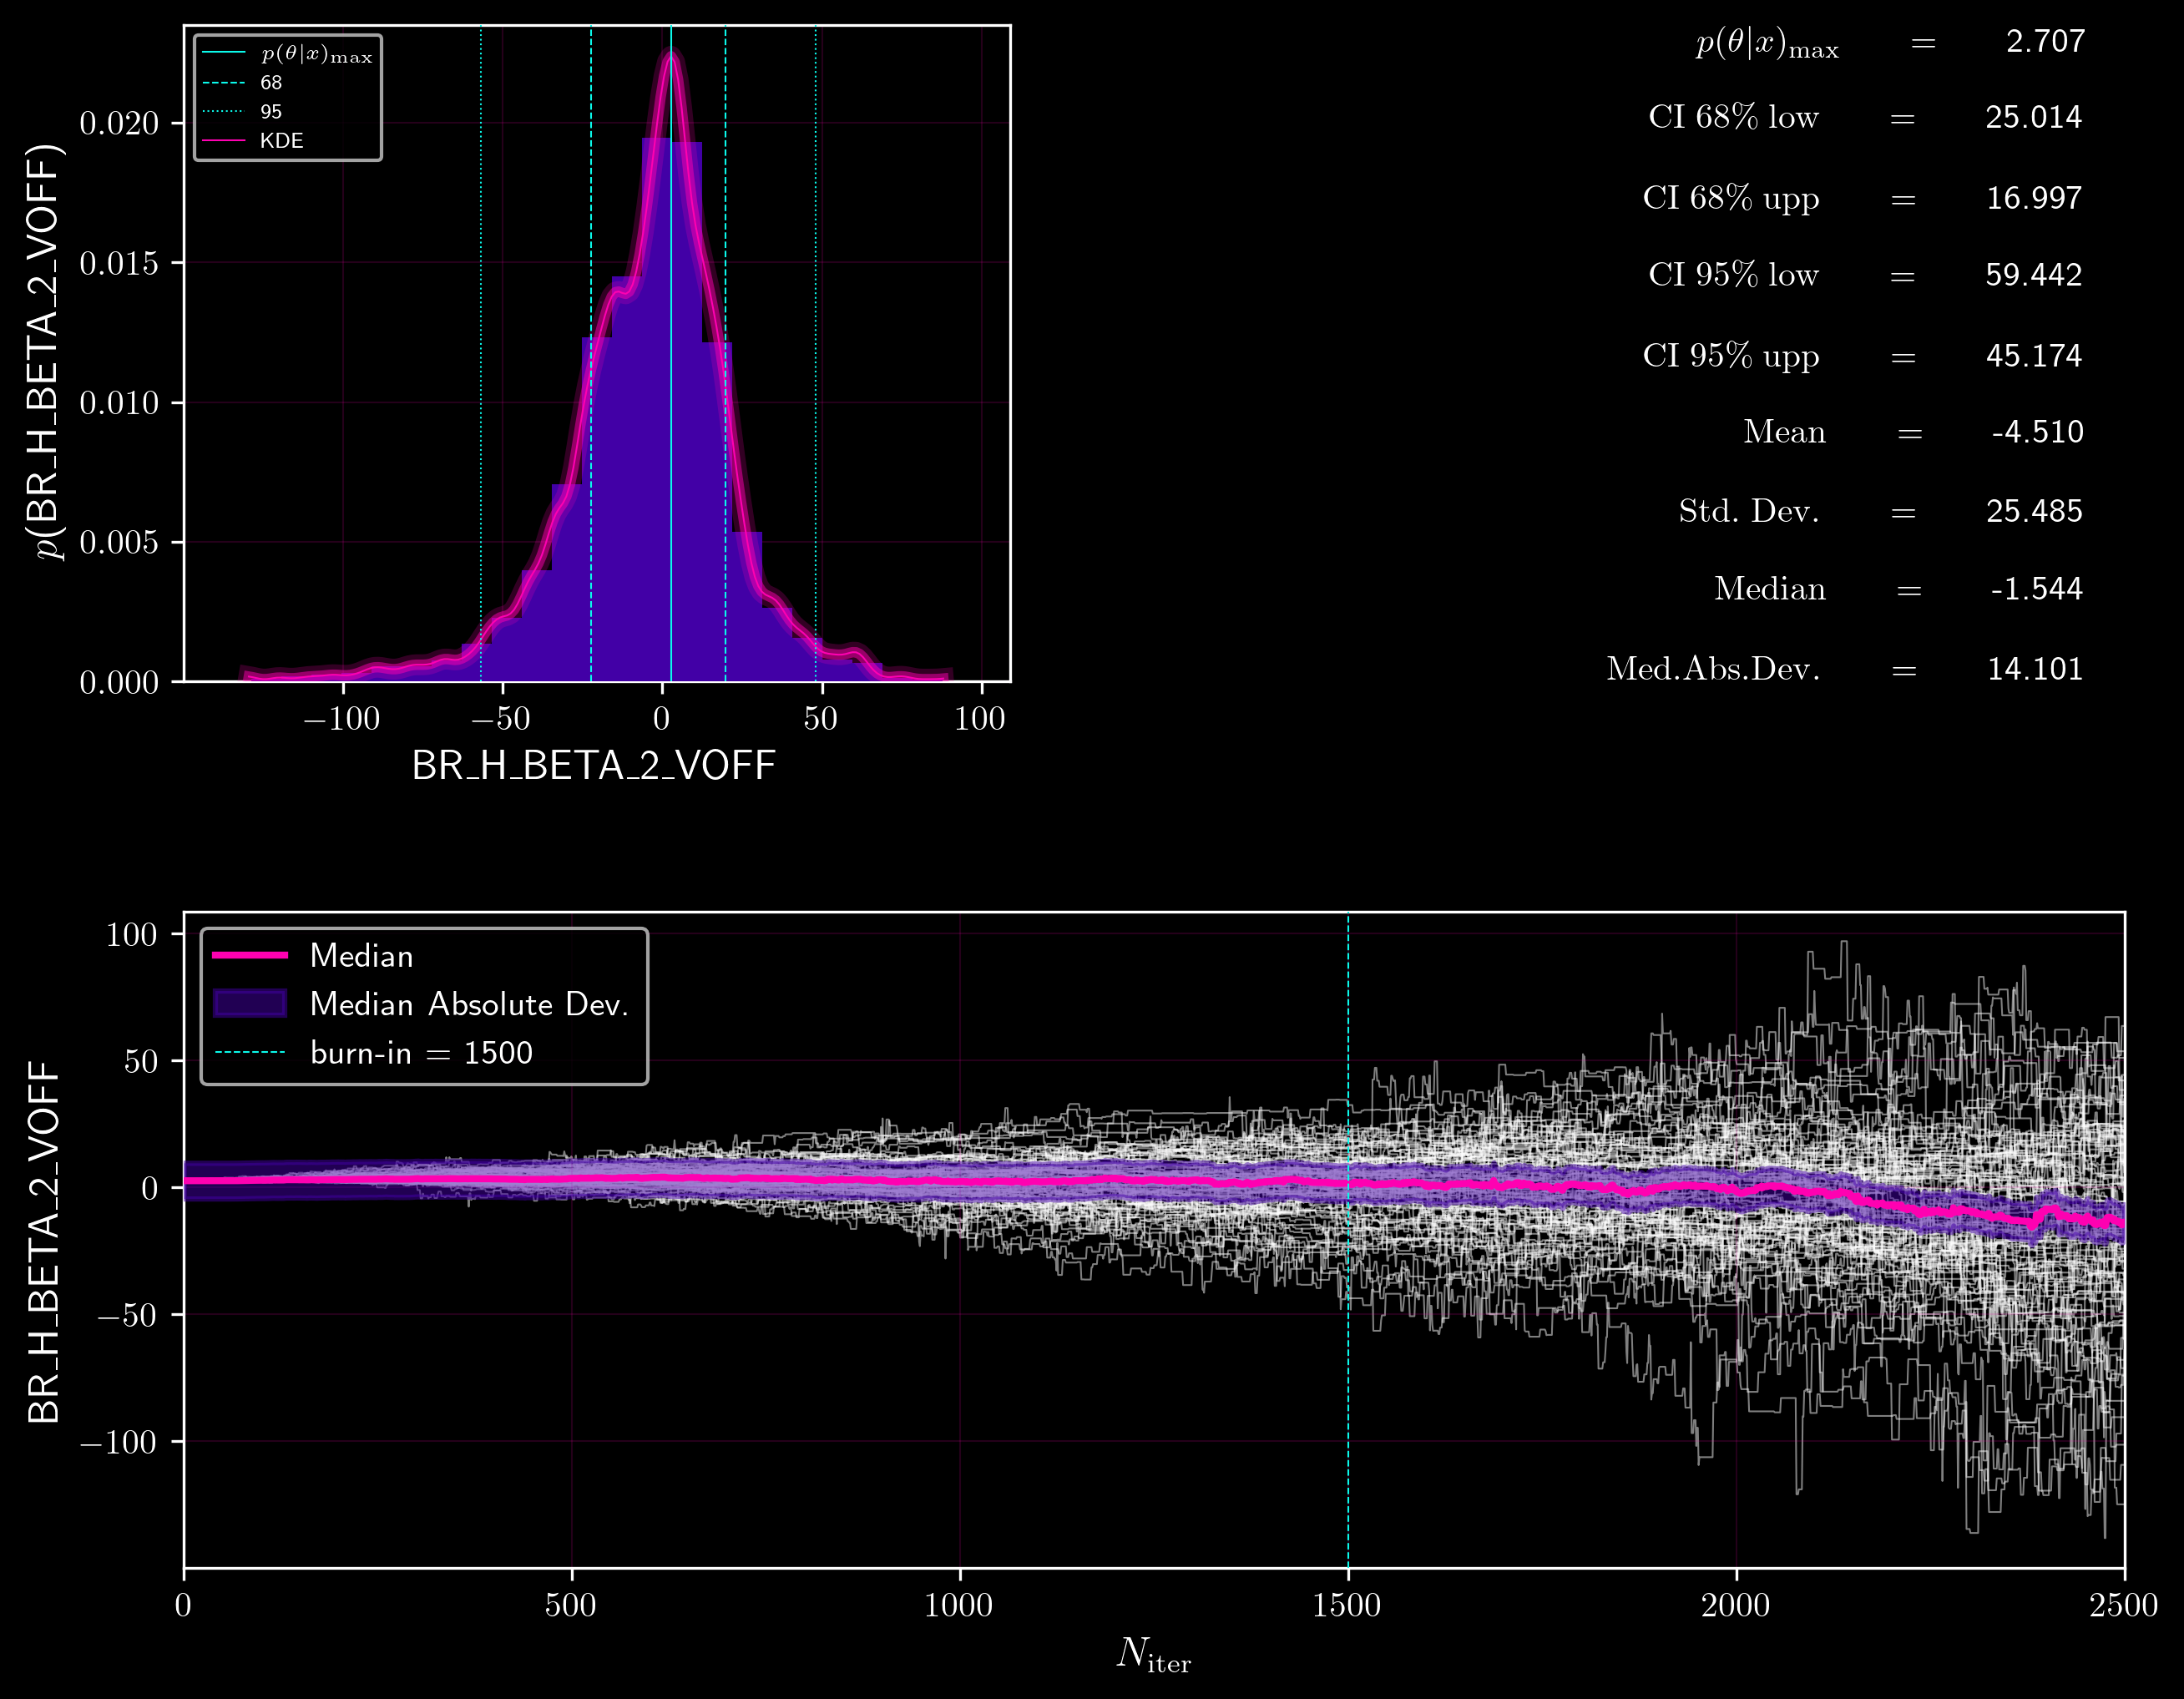 p(θ|x)max
68
95
KDE
0.020
0.015
0.010
0.005
0.000
p(BR_H_BETA_2_VOFF)
−100 −50 0 50 100
BR_H_BETA_2_VOFF
p(θ|x)max = 2.707
CI 68% low = 25.014
CI 68% upp = 16.997
CI 95% low = 59.442
CI 95% upp = 45.174
Mean = -4.510
Std. Dev. = 25.485
Median = -1.544
Med.Abs.Dev. = 14.101
Median
Median Absolute Dev.
burn-in = 1500
100
50
0
−50
−100
BR_H_BETA_2_VOFF
0 500 1000 1500 2000 2500
Niter